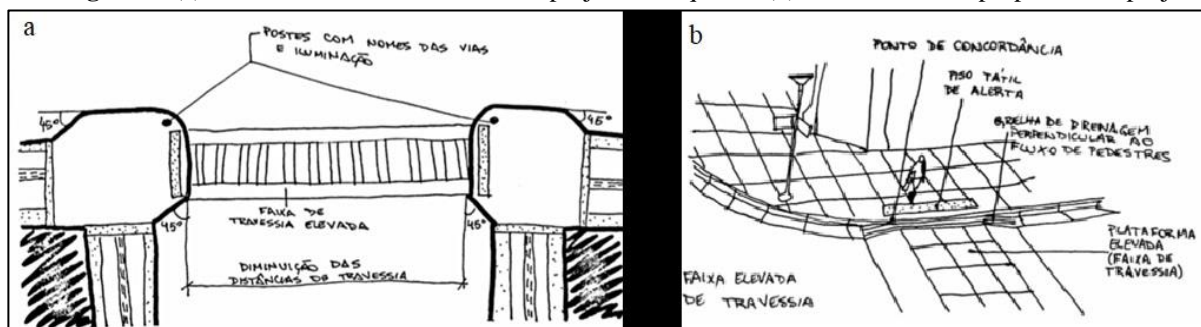 a
POSTES COM NOMES DAS VIAS
E ILUMINAÇÃO
45°
45°
45°
FAIXA DE
TRAVESSIA ELEVADA
45°
DIMINUIÇÃO DAS
DISTÂNCIAS DE TRAVESSIA
b
PONTO DE CONCORDÂNCIA
PISO TÁTIL
DE ALERTA
GRELHA DE DRENAGEM
PERPENDICULAR AO
FLUXO DE PEDESTRES
PLATAFORMA
ELEVADA
(FAIXA DE
TRAVESSIA)
FAIXA ELEVADA
DE TRAVESSIA